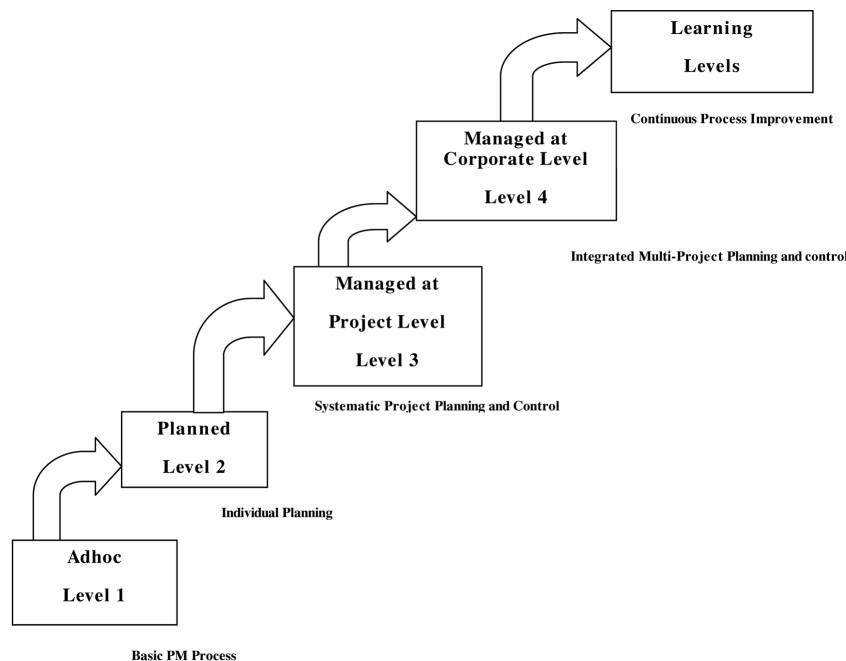 Learning
Levels
Continuous Process Improvement
Managed at
Corporate Level
Level 4
Integrated Multi-Project Planning and control
Managed at
Project Level
Level 3
Systematic Project Planning and Control
Planned
Level 2
Individual Planning
Adhoc
Level 1
Basic PM Process